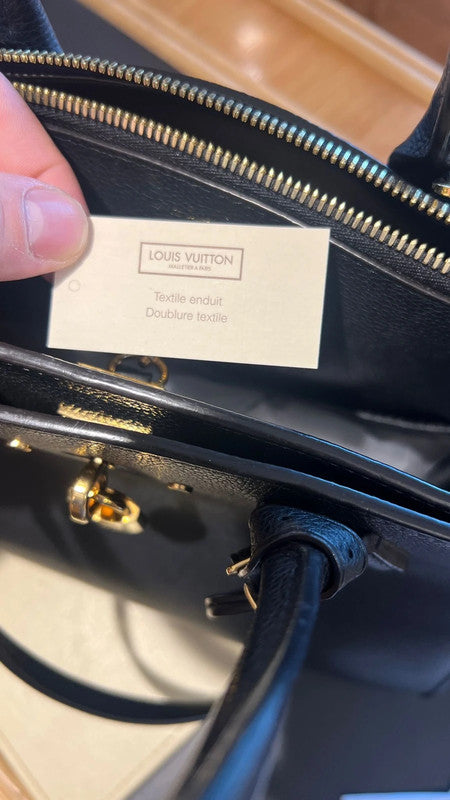 LOUIS VUITTON
MALLETIER A PARIS
Textile enduit
Doublure textile